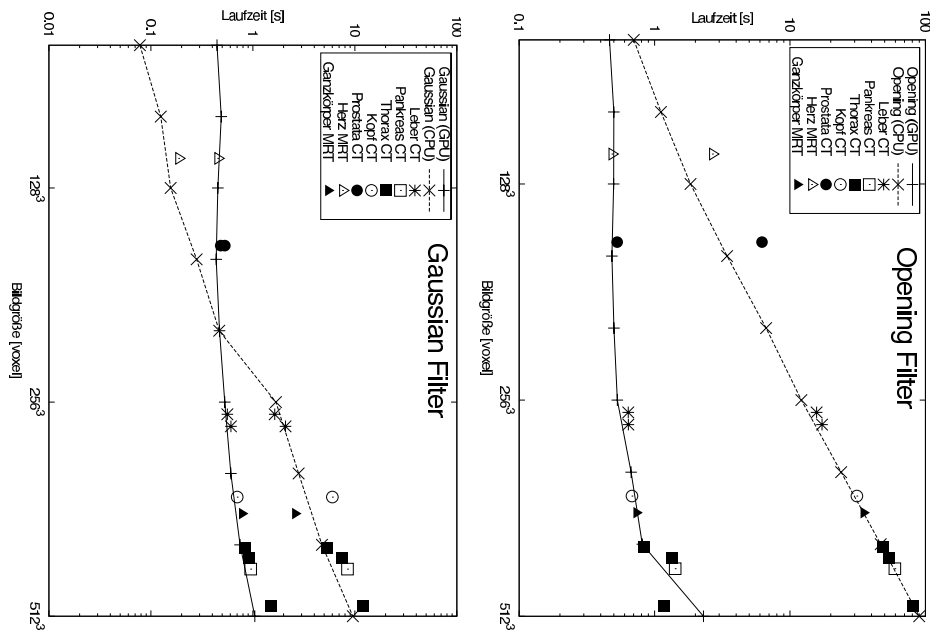 Opening Filter
Laufzeit [s]
100
10
1
0.1
128³
256³
512³
Bildgröße [voxel]
Opening (GPU)
Opening (CPU)
Leber CT
Pankreas CT
Thorax CT
Kopf CT
Prostata CT
Herz MRT
Ganzkörper MRT
Gaussian Filter
Laufzeit [s]
100
10
1
0.1
0.01
128³
256³
512³
Bildgröße [voxel]
Gaussian (GPU)
Gaussian (CPU)
Leber CT
Pankreas CT
Thorax CT
Kopf CT
Prostata CT
Herz MRT
Ganzkörper MRT